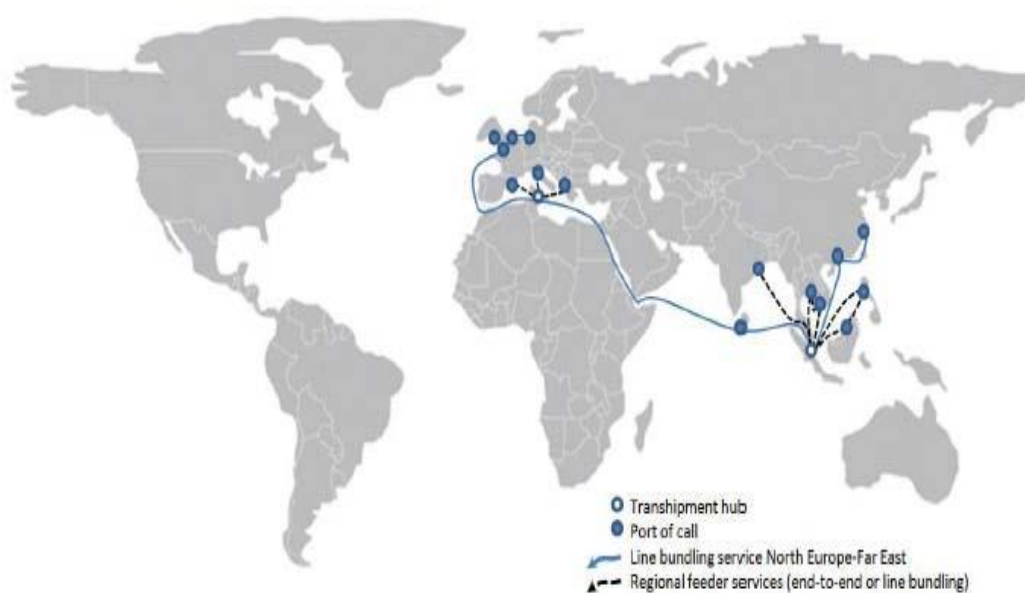 Transhipment hub
Port of call
Line bundling service North Europe-Far East
Regional feeder services (end-to-end or line bundling)